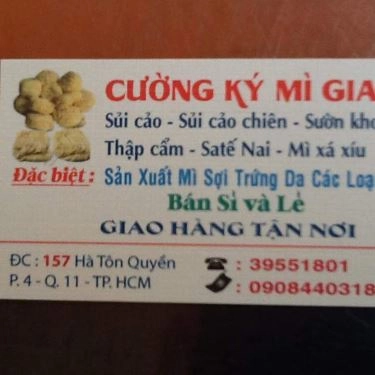 CƯỜNG KÝ MÌ GIA
Sủi cảo - Sủi cảo chiên - Sườn kho
Thập cẩm - Satế Nai - Mì xá xíu
Đặc biệt : Sản Xuất Mì Sợi Trứng Da Các Loạ
Bán Sỉ và Lẻ
GIAO HÀNG TẬN NƠI
ĐC : 157 Hà Tôn Quyền
P. 4 - Q. 11 - TP. HCM
: 39551801
: 0908440318